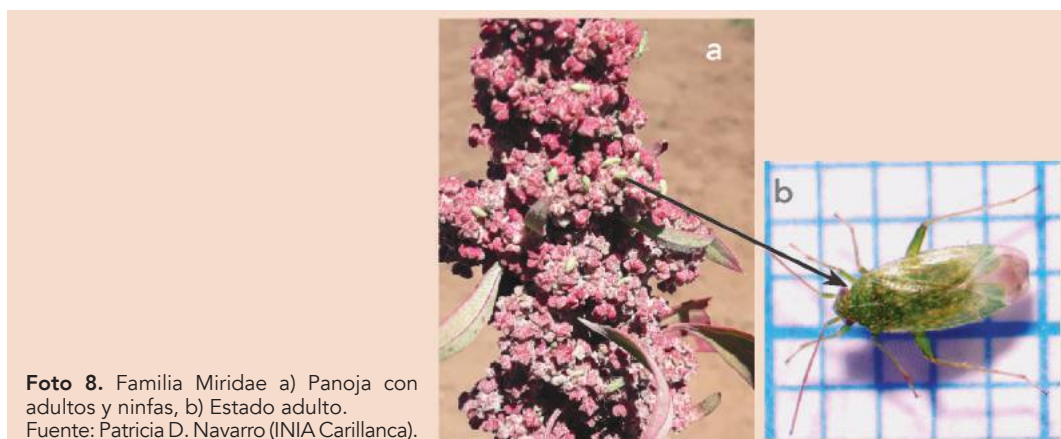 a
b
Foto 8. Familia Miridae a) Panoja con
adultos y ninfas, b) Estado adulto.
Fuente: Patricia D. Navarro (INIA Carillanca).